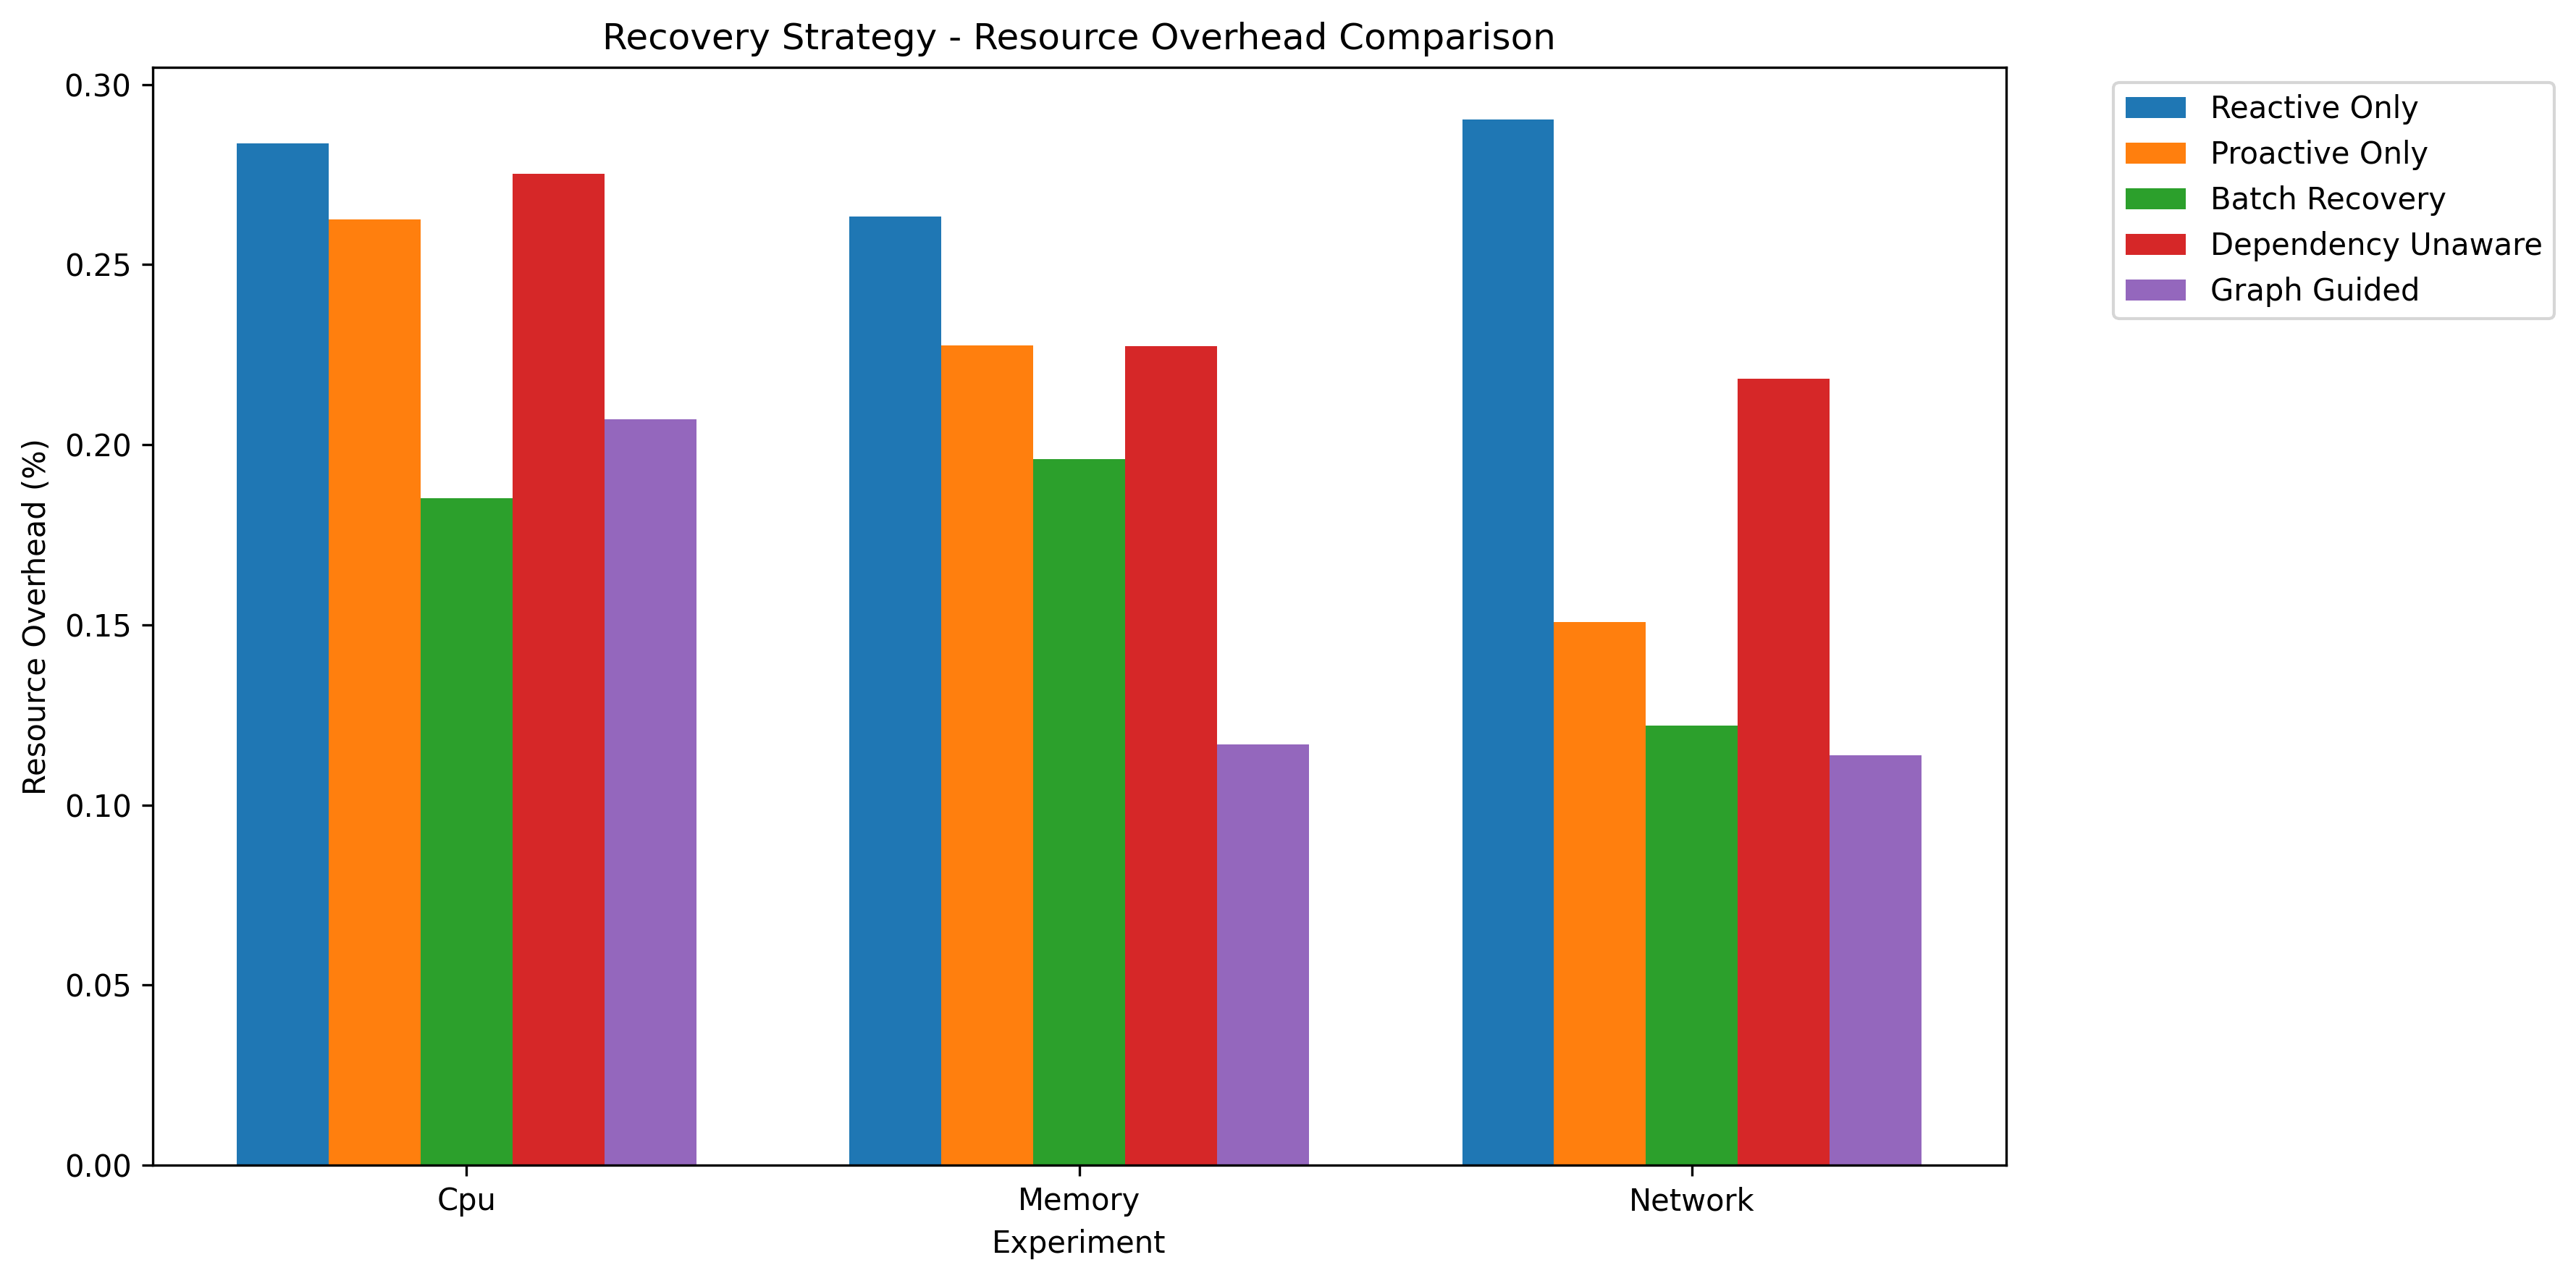 Recovery Strategy - Resource Overhead Comparison
Resource Overhead (%)
0.30
0.25
0.20
0.15
0.10
0.05
0.00
Cpu
Memory
Network
Experiment
Reactive Only
Proactive Only
Batch Recovery
Dependency Unaware
Graph Guided